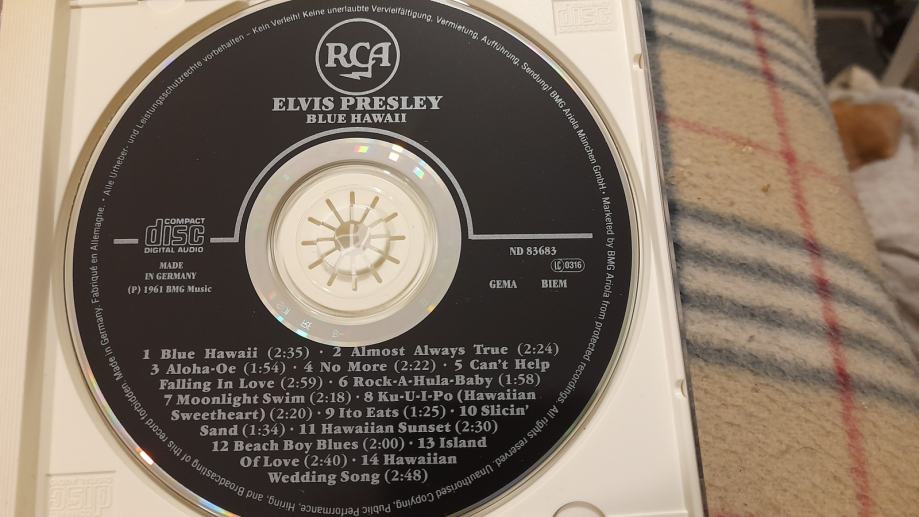 RCA
ELVIS PRESLEY
BLUE HAWAII
COMPACT
disc
DIGITAL AUDIO
MADE
IN GERMANY
(P) 1961 BMG Music
ND 83683
LC 0316
GEMA BIEM
1 Blue Hawaii (2:35) · 2 Almost Always True (2:24)
3 Aloha-Oe (1:54) · 4 No More (2:22) · 5 Can't Help
Falling In Love (2:59) · 6 Rock-A-Hula-Baby (1:58)
7 Moonlight Swim (2:18) · 8 Ku-U-I-Po (Hawaiian
Sweetheart) (2:20) · 9 Ito Eats (1:25) · 10 Slicin'
Sand (1:34) · 11 Hawaiian Sunset (2:30)
12 Beach Boy Blues (2:00) · 13 Island
Of Love (2:40) · 14 Hawaiian
Wedding Song (2:48)
Made in Germany. Fabriqué en Allemagne. · Alle Urheber- und Leistungsschutzrechte vorbehalten – Kein Verleih! Keine unerlaubte Vervielfältigung, Vermietung, Aufführung, Sendung! BMG Ariola München GmbH · Marketed by BMG Ariola from protected recordings. All rights reserved. Unauthorised Copying, Public Performance, Hiring, and Broadcasting of this record forbidden.
disc
disc